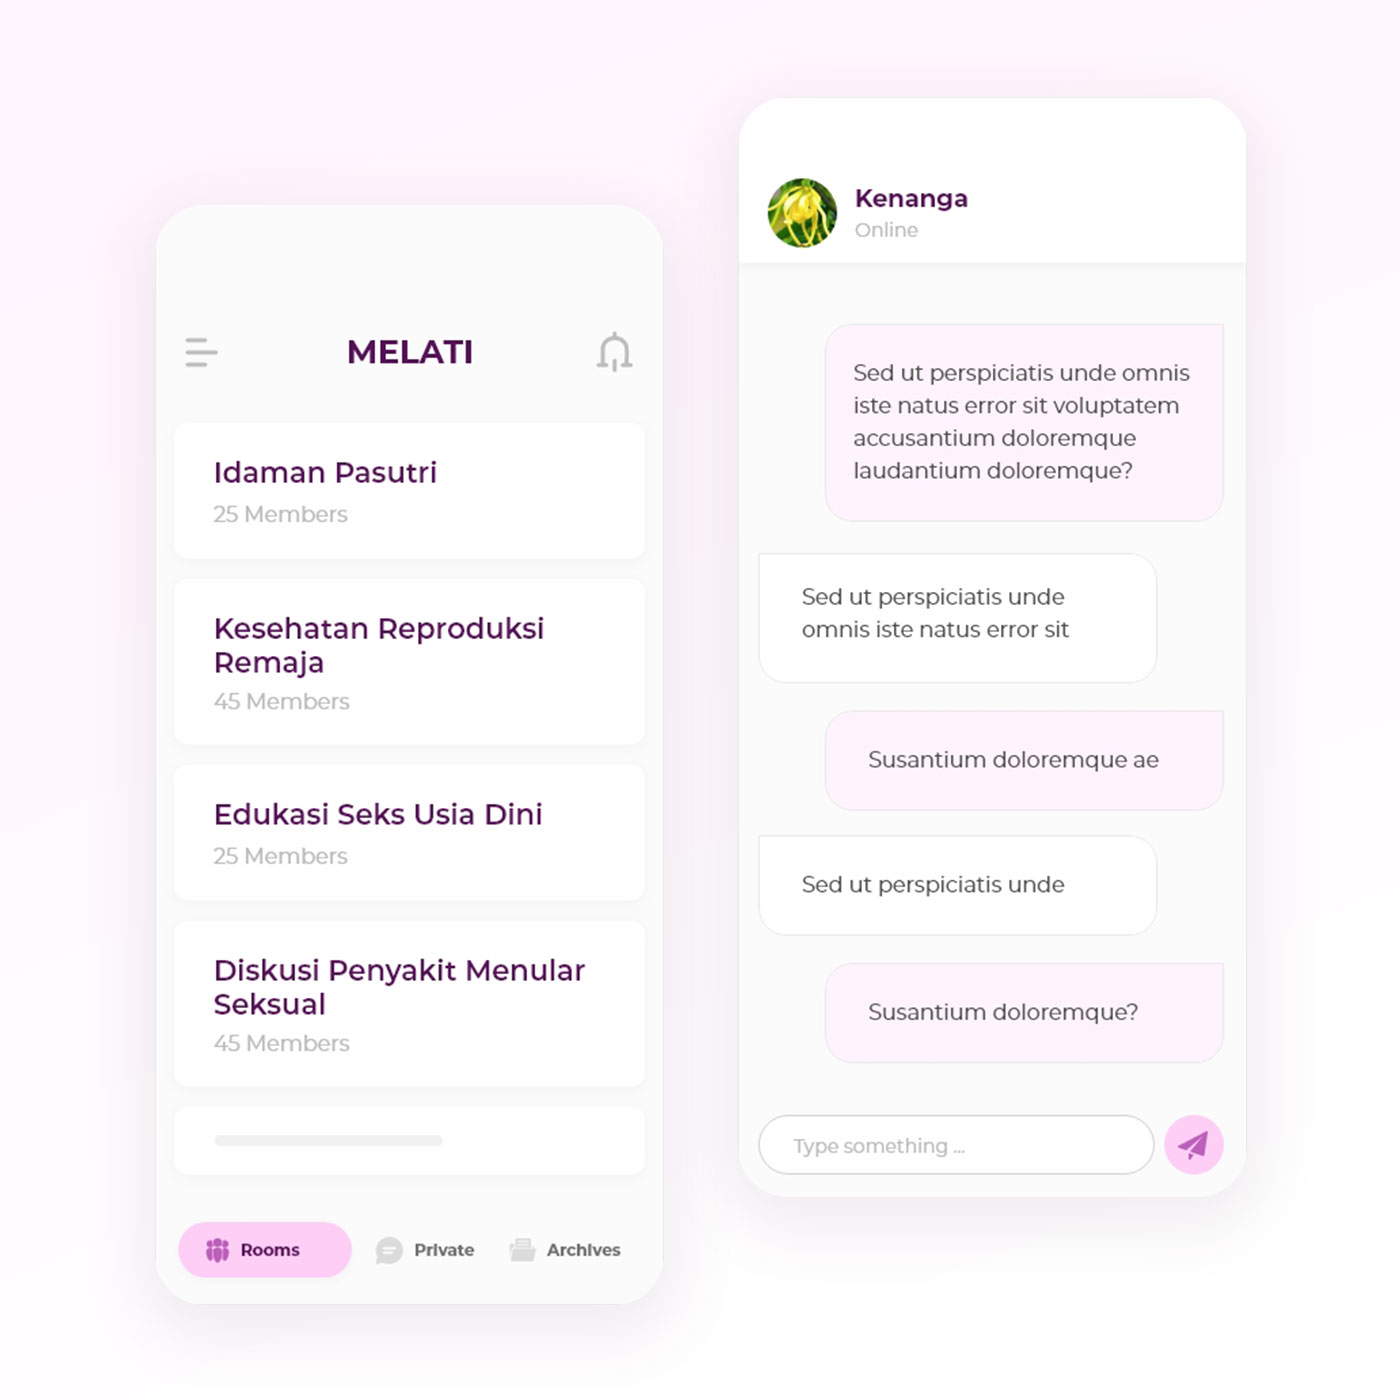 MELATI
Idaman Pasutri
25 Members
Kesehatan Reproduksi
Remaja
45 Members
Edukasi Seks Usia Dini
25 Members
Diskusi Penyakit Menular
Seksual
45 Members
Rooms
Private
Archives
Kenanga
Online
Sed ut perspiciatis unde omnis
iste natus error sit voluptatem
accusantium doloremque
laudantium doloremque?
Sed ut perspiciatis unde
omnis iste natus error sit
Susantium doloremque ae
Sed ut perspiciatis unde
Susantium doloremque?
Type something ...